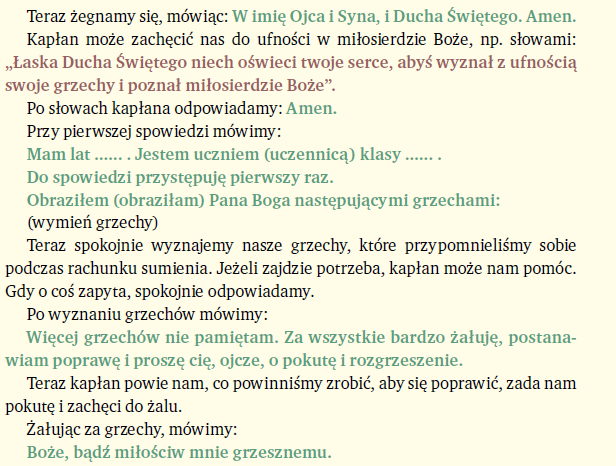 Teraz żegnamy się, mówiąc: W imię Ojca i Syna, i Ducha Świętego. Amen.
Kapłan może zachęcić nas do ufności w miłosierdzie Boże, np. słowami:
„Łaska Ducha Świętego niech oświeci twoje serce, abyś wyznał z ufnością
swoje grzechy i poznał miłosierdzie Boże”.
Po słowach kapłana odpowiadamy: Amen.
Przy pierwszej spowiedzi mówimy:
Mam lat ...... . Jestem uczniem (uczennicą) klasy ...... .
Do spowiedzi przystępuję pierwszy raz.
Obraziłem (obraziłam) Pana Boga następującymi grzechami:
(wymień grzechy)
Teraz spokojnie wyznajemy nasze grzechy, które przypomnieliśmy sobie
podczas rachunku sumienia. Jeżeli zajdzie potrzeba, kapłan może nam pomóc.
Gdy o coś zapyta, spokojnie odpowiadamy.
Po wyznaniu grzechów mówimy:
Więcej grzechów nie pamiętam. Za wszystkie bardzo żałuję, postana-
wiam poprawę i proszę cię, ojcze, o pokutę i rozgrzeszenie.
Teraz kapłan powie nam, co powinniśmy zrobić, aby się poprawić, zada nam
pokutę i zachęci do żalu.
Żałując za grzechy, mówimy:
Boże, bądź miłościw mnie grzesznemu.